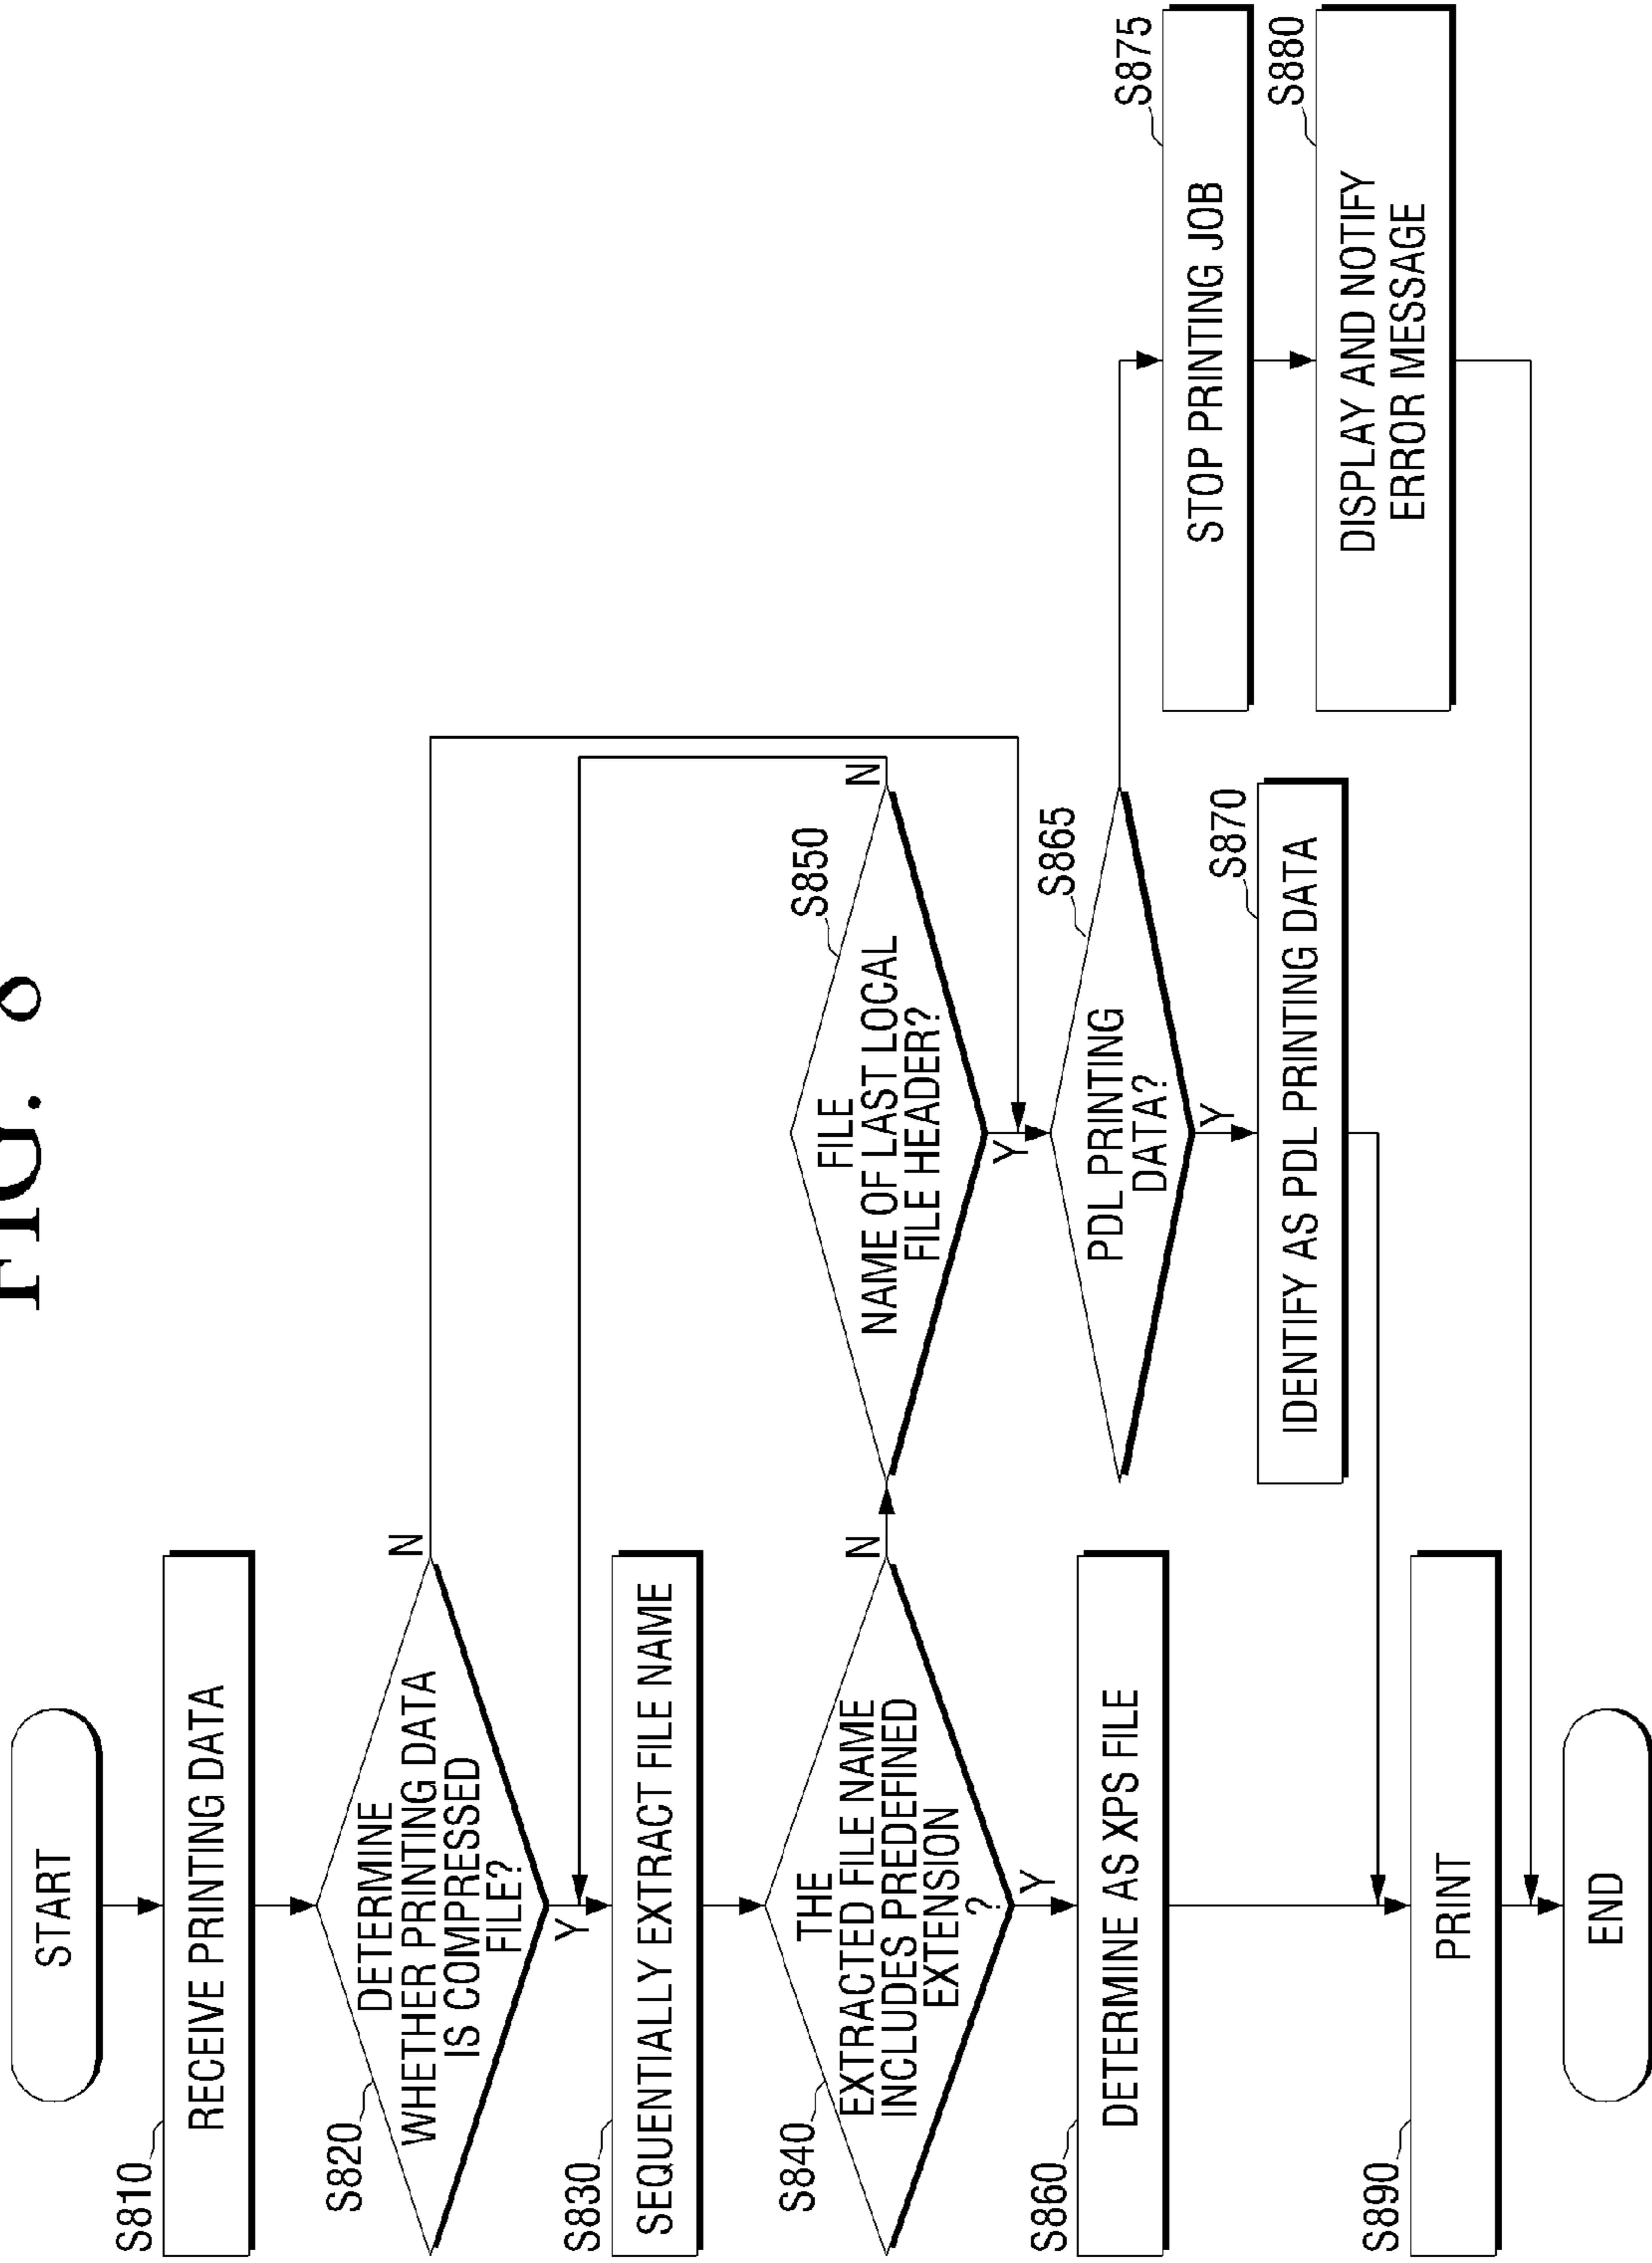 FIG. 8
START
S810
RECEIVE PRINTING DATA
S820
DETERMINE
WHETHER PRINTING DATA
IS COMPRESSED
FILE?
N
Y
S830
SEQUENTIALLY EXTRACT FILE NAME
S840
THE
EXTRACTED FILE NAME
INCLUDES PREDEFINED
EXTENSION
?
N
Y
S850
FILE
NAME OF LAST LOCAL
FILE HEADER?
N
Y
S860
DETERMINE AS XPS FILE
S865
PDL PRINTING
DATA?
Y
S870
IDENTIFY AS PDL PRINTING DATA
S875
STOP PRINTING JOB
S880
DISPLAY AND NOTIFY
ERROR MESSAGE
S890
PRINT
END